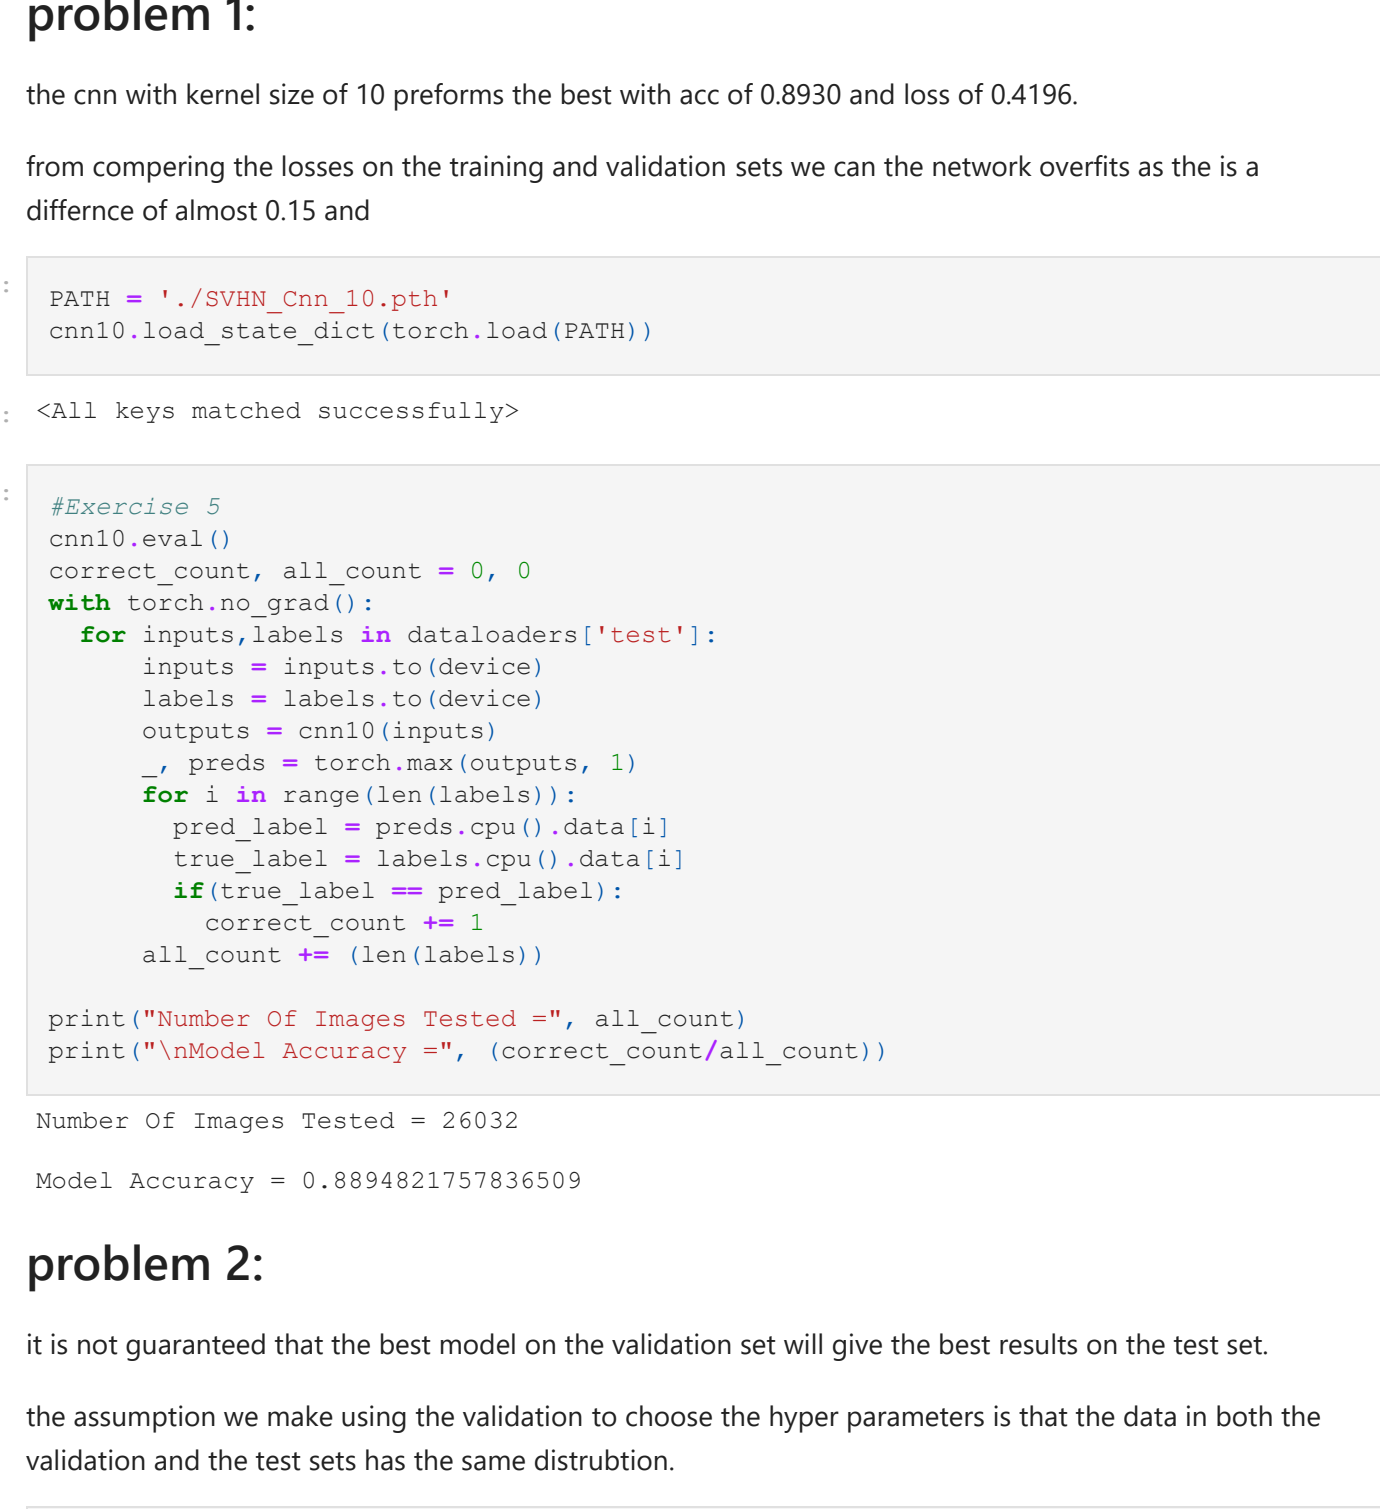 problem 1:
the cnn with kernel size of 10 preforms the best with acc of 0.8930 and loss of 0.4196.
from compering the losses on the training and validation sets we can the network overfits as the is a
differnce of almost 0.15 and
:
PATH = './SVHN_Cnn_10.pth'
cnn10.load_state_dict(torch.load(PATH))
:
<All keys matched successfully>
:
#Exercise 5
cnn10.eval()
correct_count, all_count = 0, 0
with torch.no_grad():
  for inputs,labels in dataloaders['test']:
      inputs = inputs.to(device)
      labels = labels.to(device)
      outputs = cnn10(inputs)
      _, preds = torch.max(outputs, 1)
      for i in range(len(labels)):
        pred_label = preds.cpu().data[i]
        true_label = labels.cpu().data[i]
        if(true_label == pred_label):
          correct_count += 1
      all_count += (len(labels))
print("Number Of Images Tested =", all_count)
print("\nModel Accuracy =", (correct_count/all_count))
Number Of Images Tested = 26032
Model Accuracy = 0.8894821757836509
problem 2:
it is not guaranteed that the best model on the validation set will give the best results on the test set.
the assumption we make using the validation to choose the hyper parameters is that the data in both the
validation and the test sets has the same distrubtion.